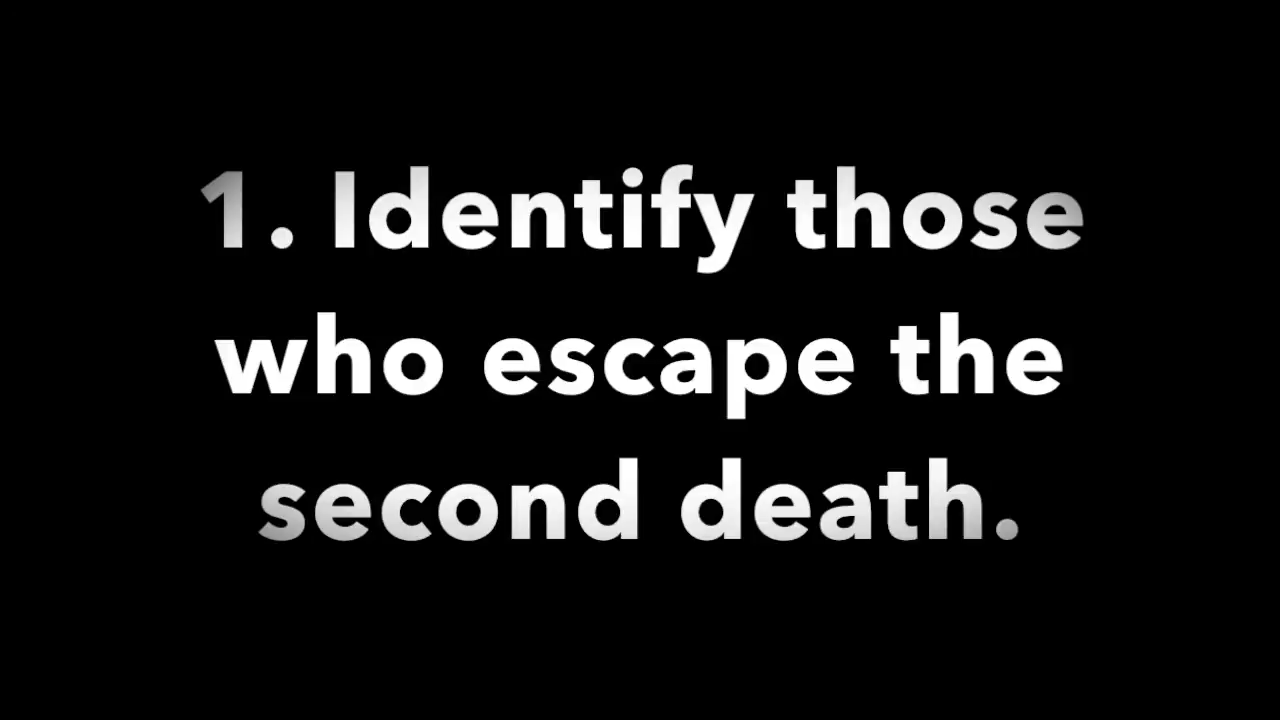 1. Identify those
who escape the
second death.